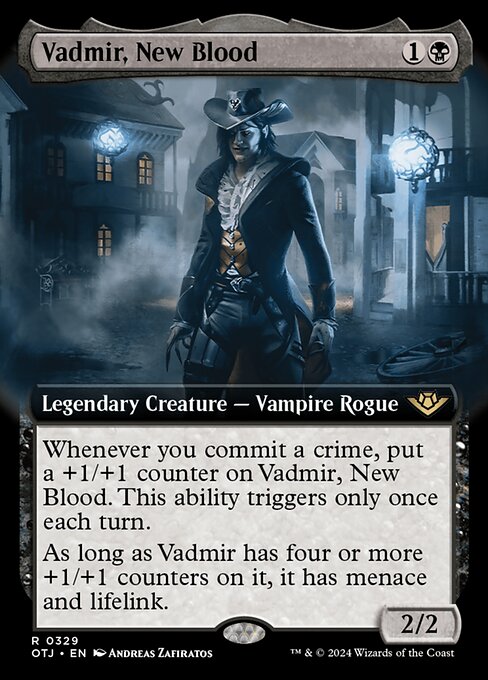 Vadmir, New Blood 1
Legendary Creature — Vampire Rogue
Whenever you commit a crime, put
a +1/+1 counter on Vadmir, New
Blood. This ability triggers only once
each turn.
As long as Vadmir has four or more
+1/+1 counters on it, it has menace
and lifelink.
2/2
R 0329
OTJ • EN Andreas Zafiratos
™ & © 2024 Wizards of the Coast